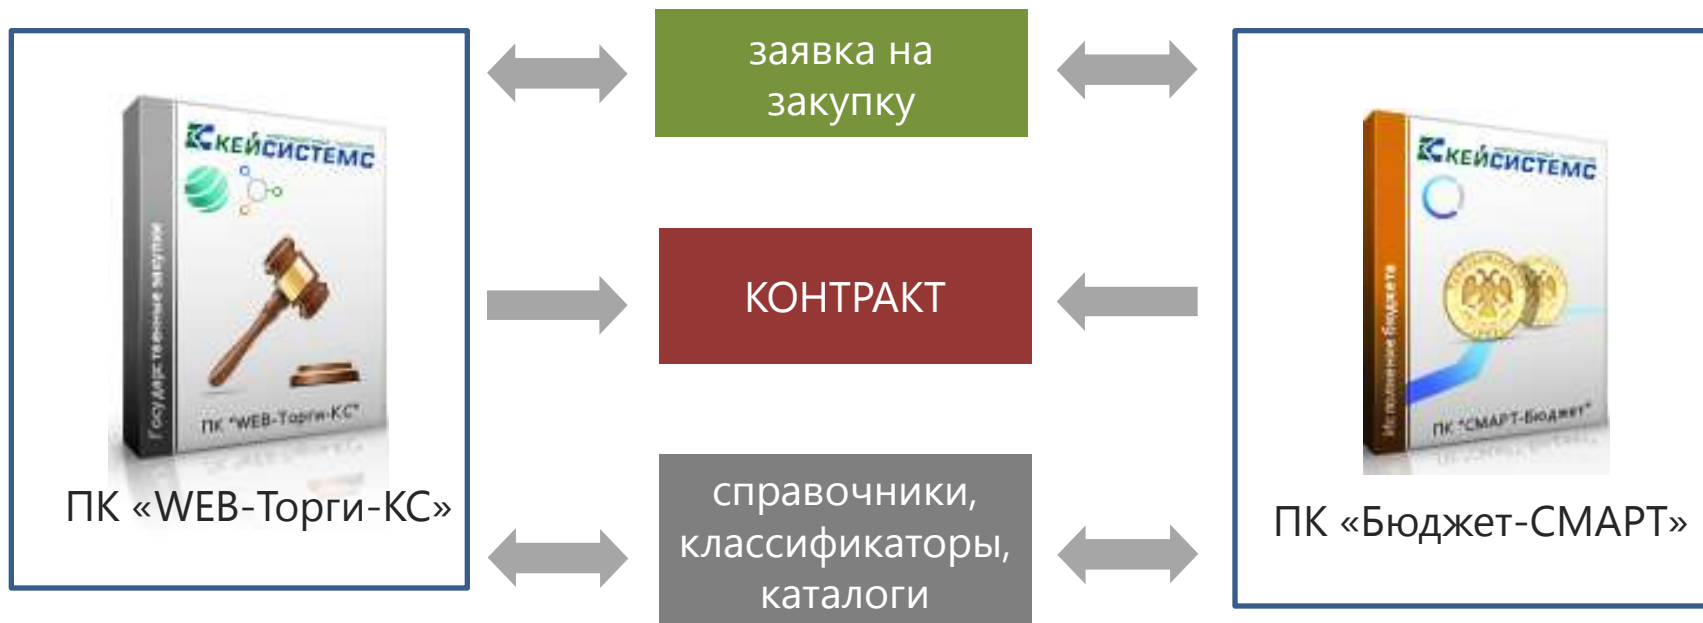 КЕЙСИСТЕМС
Государственные закупки
ПК "WEB-Торги-КС"
ПК «WEB-Торги-КС»
заявка на
закупку
КОНТРАКТ
справочники,
классификаторы,
каталоги
КЕЙСИСТЕМС
Исполнение бюджета
ПК "СМАРТ-Бюджет"
ПК «Бюджет-СМАРТ»